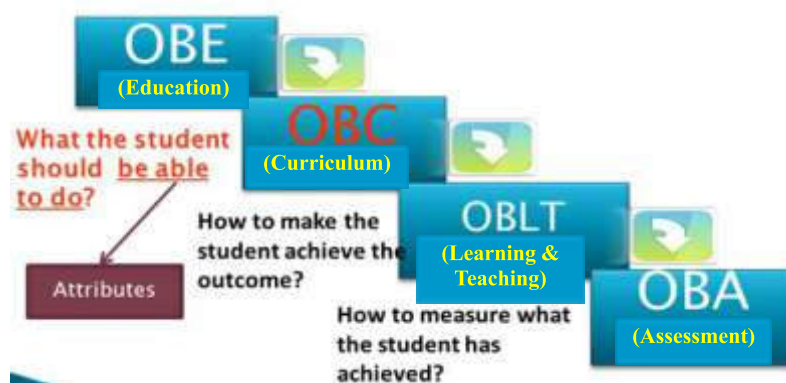 OBE
(Education)
OBC
(Curriculum)
What the student
should be able
to do?
Attributes
OBLT
(Learning &
Teaching)
How to make the
student achieve the
outcome?
OBA
(Assessment)
How to measure what
the student has
achieved?